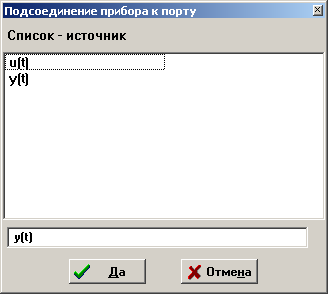 Подсоединение прибора к порту
Список - источник
u(t)
y(t)
y(t)
Да
Отмена